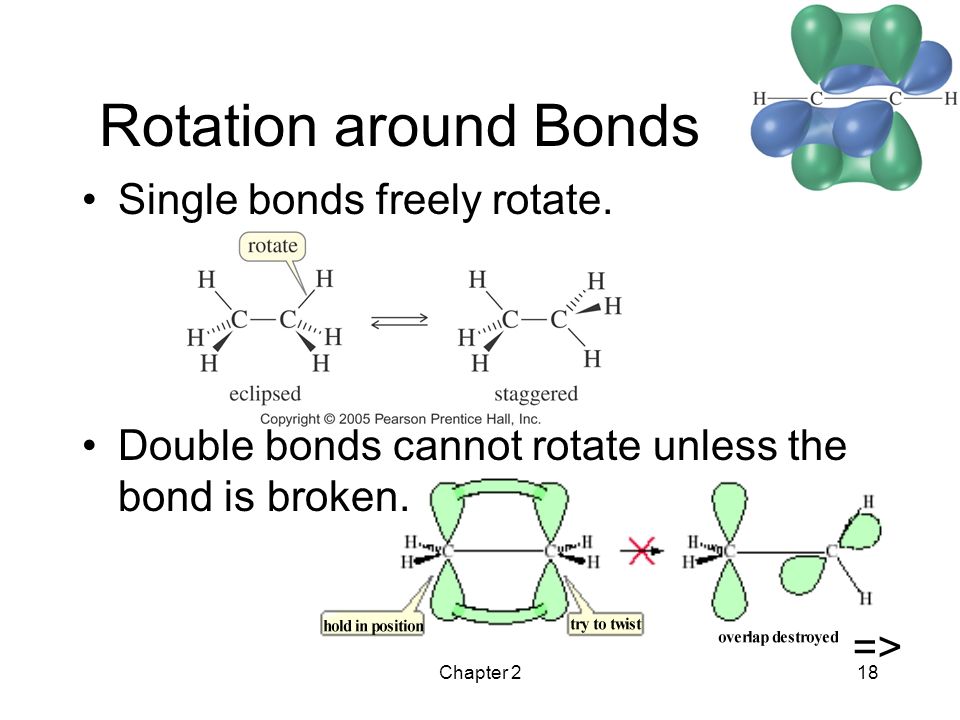 H C C H
Rotation around Bonds
• Single bonds freely rotate.
rotate
H H H H
C C C C H
H H H
H H H H
eclipsed staggered
Copyright © 2005 Pearson Prentice Hall, Inc.
• Double bonds cannot rotate unless the
bond is broken.
H
H C C H H C C
H H H
H
hold in position try to twist
overlap destroyed
=>
Chapter 2 18